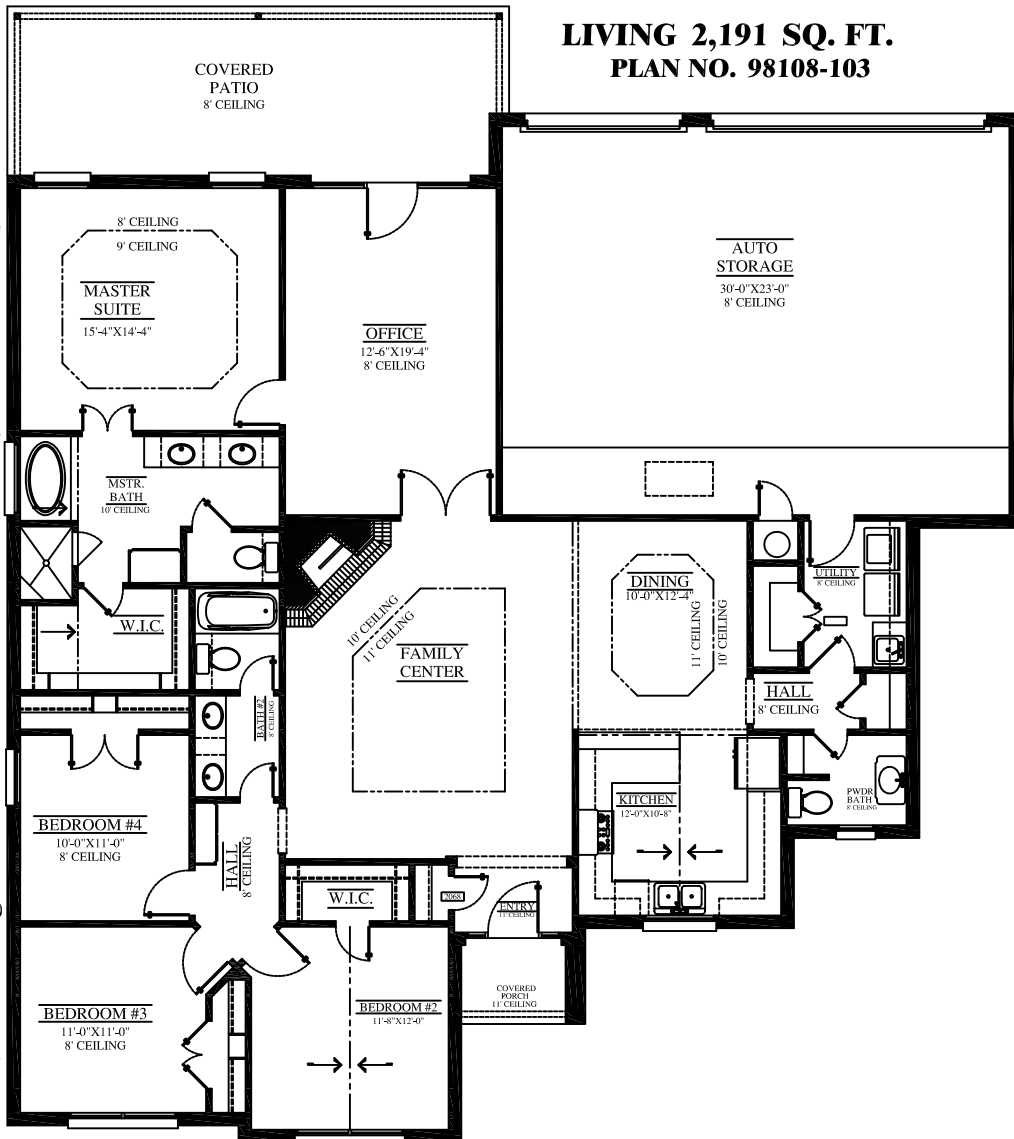 LIVING 2,191 SQ. FT.
PLAN NO. 98108-103
COVERED
PATIO
8' CEILING
8' CEILING
9' CEILING
MASTER
SUITE
15'-4"X14'-4"
OFFICE
12'-6"X19'-4"
8' CEILING
AUTO
STORAGE
30'-0"X23'-0"
8' CEILING
MSTR.
BATH
10' CEILING
W.I.C.
10' CEILING
11' CEILING
FAMILY
CENTER
DINING
10'-0"X12'-4"
11' CEILING
10' CEILING
UTILITY
8' CEILING
HALL
8' CEILING
BATH #2
8' CEILING
KITCHEN
12'-0"X10'-8"
PWDR
BATH
8' CEILING
BEDROOM #4
10'-0"X11'-0"
8' CEILING
HALL
8' CEILING
W.I.C.
2068
ENTRY
11' CEILING
COVERED
PORCH
11' CEILING
BEDROOM #3
11'-0"X11'-0"
8' CEILING
BEDROOM #2
11'-8"X12'-0"